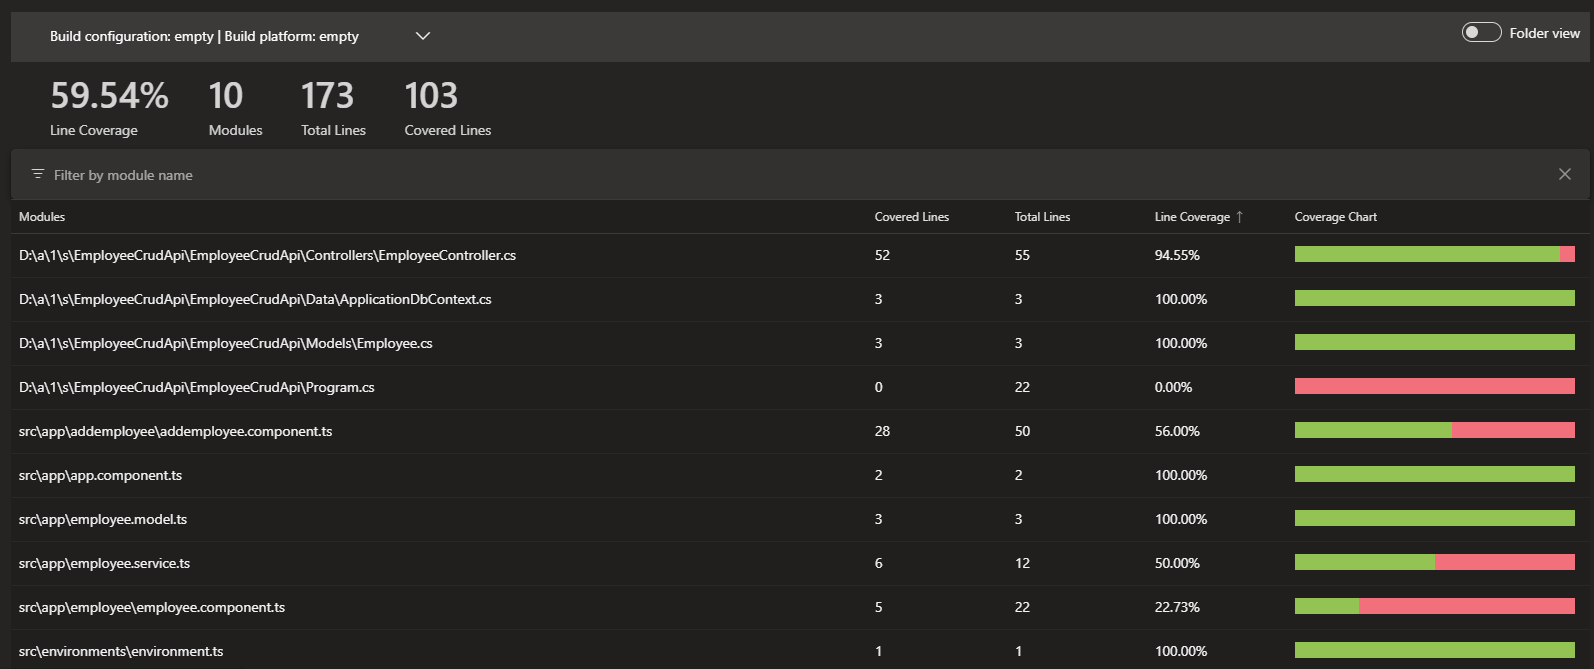 Build configuration: empty | Build platform: empty
Folder view
59.54% 10 173 103
Line Coverage Modules Total Lines Covered Lines
Filter by module name
Modules Covered Lines Total Lines Line Coverage ↑ Coverage Chart
D:\a\1\s\EmployeeCrudApi\EmployeeCrudApi\Controllers\EmployeeController.cs 52 55 94.55%
D:\a\1\s\EmployeeCrudApi\EmployeeCrudApi\Data\ApplicationDbContext.cs 3 3 100.00%
D:\a\1\s\EmployeeCrudApi\EmployeeCrudApi\Models\Employee.cs 3 3 100.00%
D:\a\1\s\EmployeeCrudApi\EmployeeCrudApi\Program.cs 0 22 0.00%
src\app\addemployee\addemployee.component.ts 28 50 56.00%
src\app\app.component.ts 2 2 100.00%
src\app\employee.model.ts 3 3 100.00%
src\app\employee.service.ts 6 12 50.00%
src\app\employee\employee.component.ts 5 22 22.73%
src\environments\environment.ts 1 1 100.00%